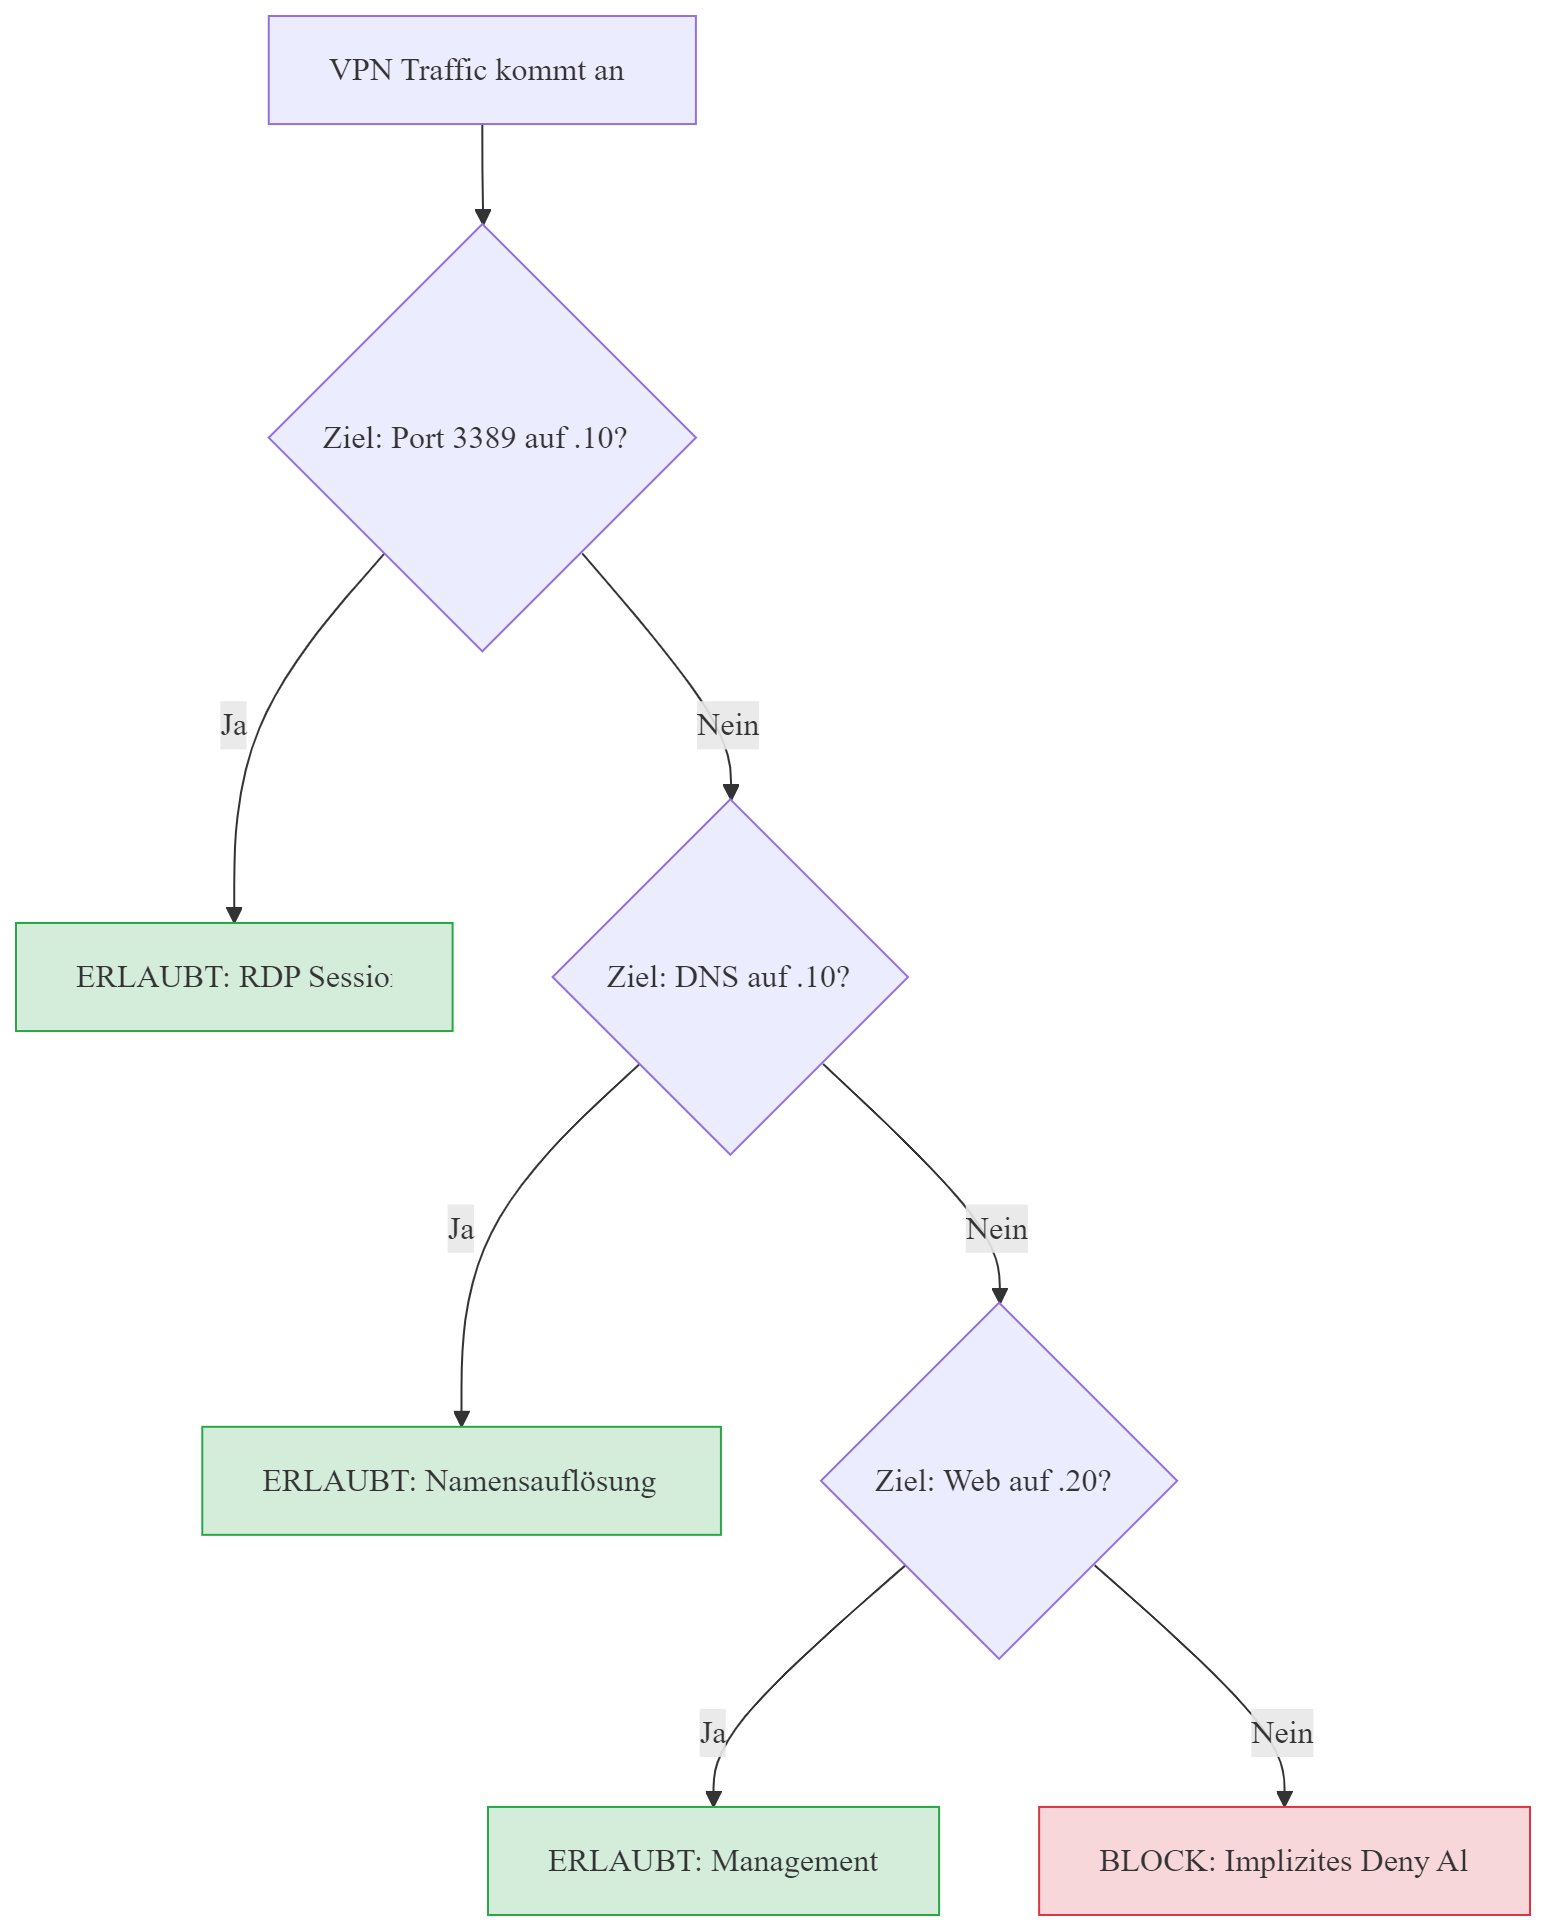 VPN Traffic kommt an
Ziel: Port 3389 auf .10?
Ja
Nein
ERLAUBT: RDP Session
Ziel: DNS auf .10?
Ja
Nein
ERLAUBT: Namensauflösung
Ziel: Web auf .20?
Ja
Nein
ERLAUBT: Management
BLOCK: Implizites Deny Al